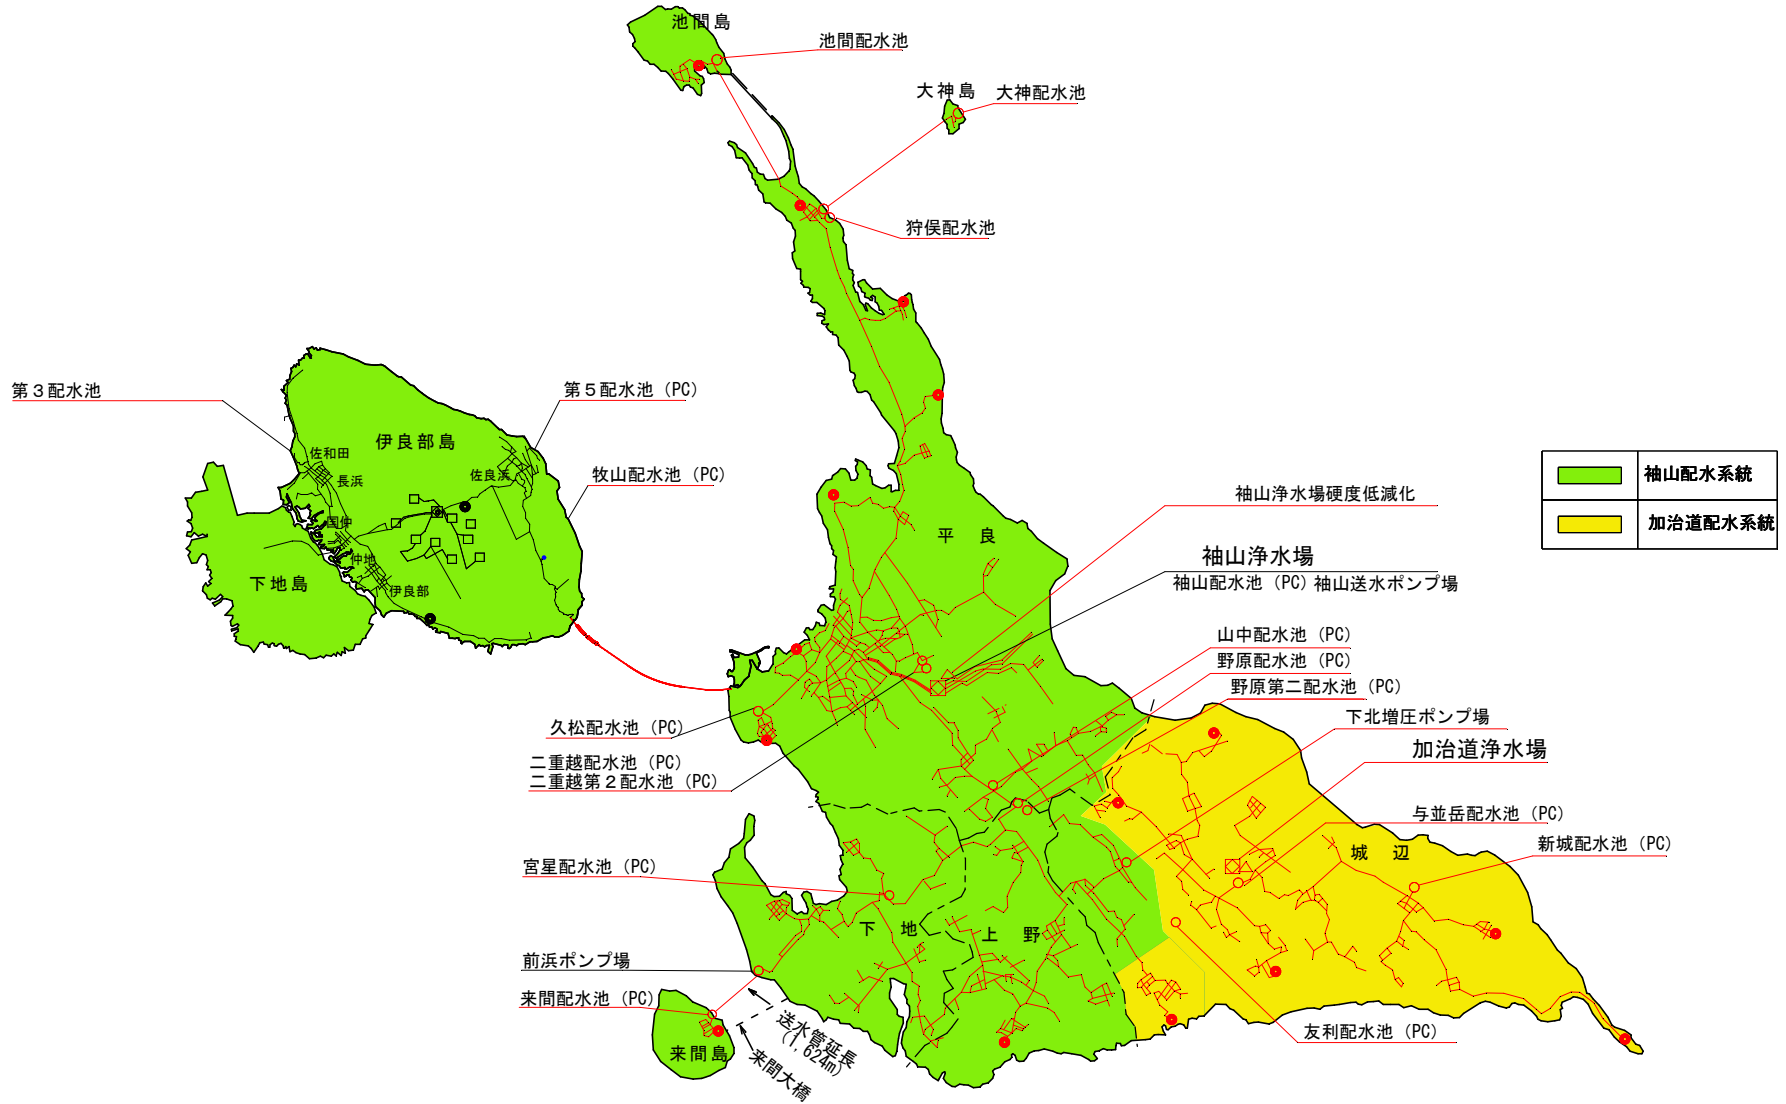 池間島
池間配水池
大神島
大神配水池
狩俣配水池
第３配水池
第５配水池（PC）
伊良部島
佐和田
長浜
佐良浜
牧山配水池（PC）
国仲
仲地
伊良部
下地島
袖山配水系統
加治道配水系統
平良
袖山浄水場硬度低減化
袖山浄水場
袖山配水池（PC）袖山送水ポンプ場
山中配水池（PC）
野原配水池（PC）
野原第二配水池（PC）
下北増圧ポンプ場
加治道浄水場
久松配水池（PC）
二重越配水池（PC）
二重越第２配水池（PC）
与並岳配水池（PC）
新城配水池（PC）
城辺
宮星配水池（PC）
下地
上野
前浜ポンプ場
来間配水池（PC）
来間島
送水管延長
（1,624m）
来間大橋
友利配水池（PC）